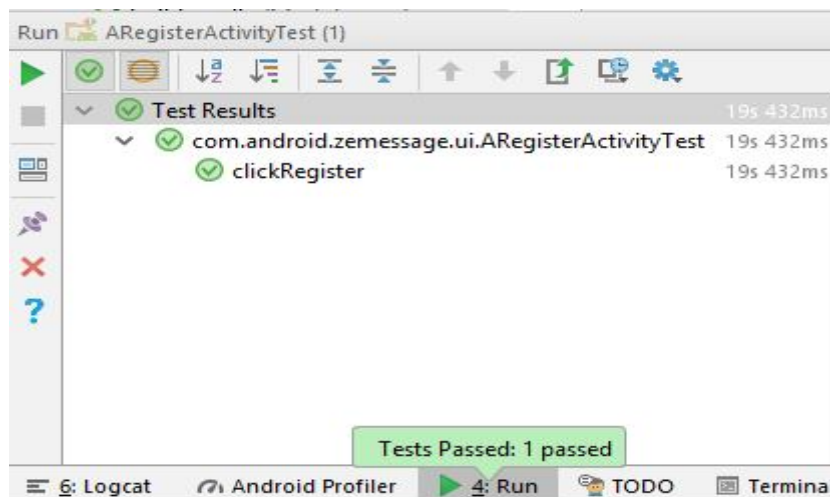 Run ARegisterActivityTest (1)
Test Results 19s 432ms
com.android.zemessage.ui.ARegisterActivityTest 19s 432ms
clickRegister 19s 432ms
Tests Passed: 1 passed
6: Logcat Android Profiler 4: Run TODO Termina